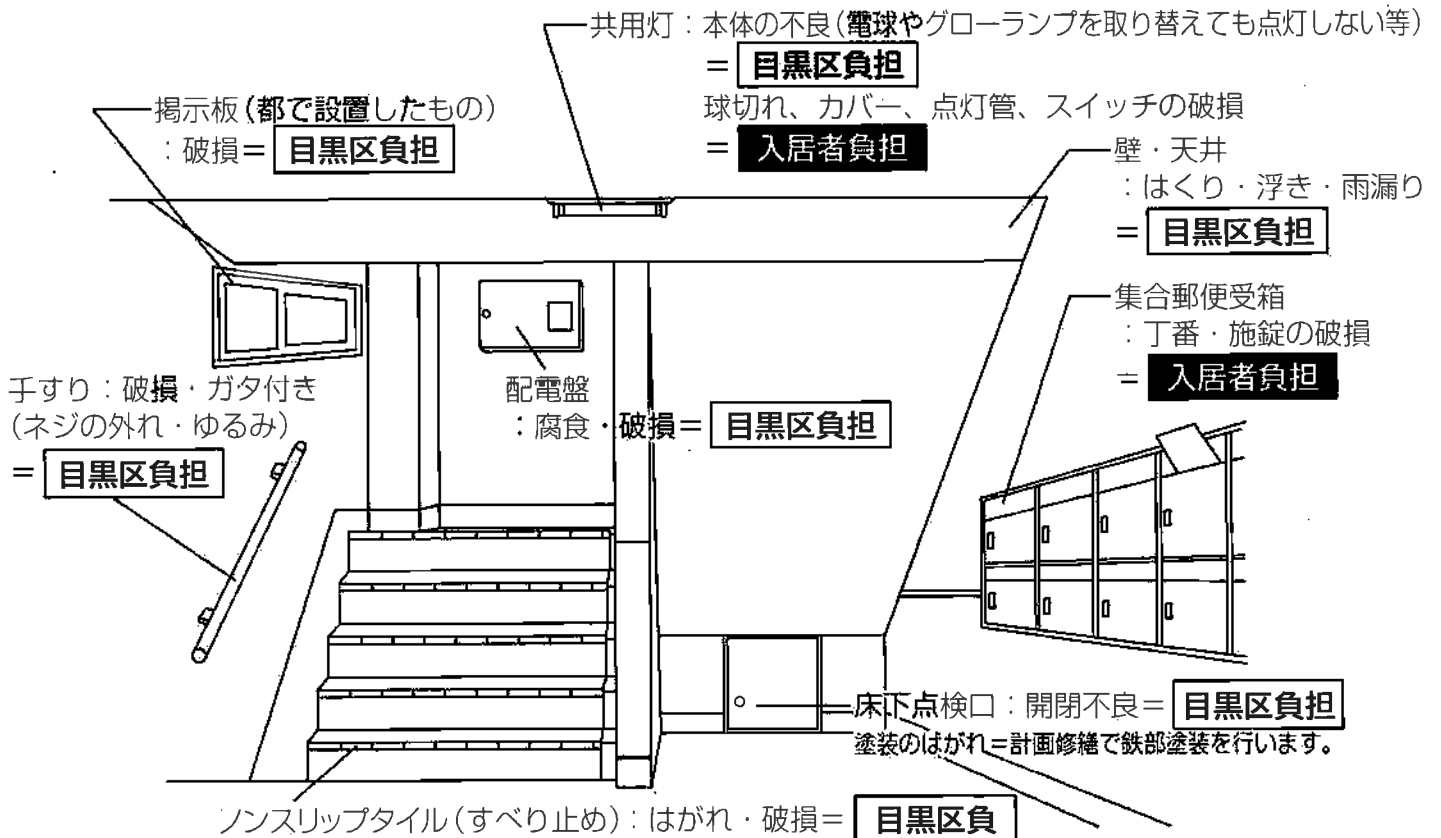 共用灯：本体の不良(電球やグローランプを取り替えても点灯しない等)
＝ 目黒区負担
球切れ、カバー、点灯管、スイッチの破損
＝ 入居者負担
掲示板(都で設置したもの)
：破損＝ 目黒区負担
壁・天井
：はくり・浮き・雨漏り
＝ 目黒区負担
集合郵便受箱
：丁番・施錠の破損
＝ 入居者負担
手すり：破損・ガタ付き
(ネジの外れ・ゆるみ)
＝ 目黒区負担
配電盤
：腐食・破損＝ 目黒区負担
床下点検口：開閉不良＝ 目黒区負担
塗装のはがれ＝計画修繕で鉄部塗装を行います。
ノンスリップタイル(すべり止め)：はがれ・破損＝ 目黒区負